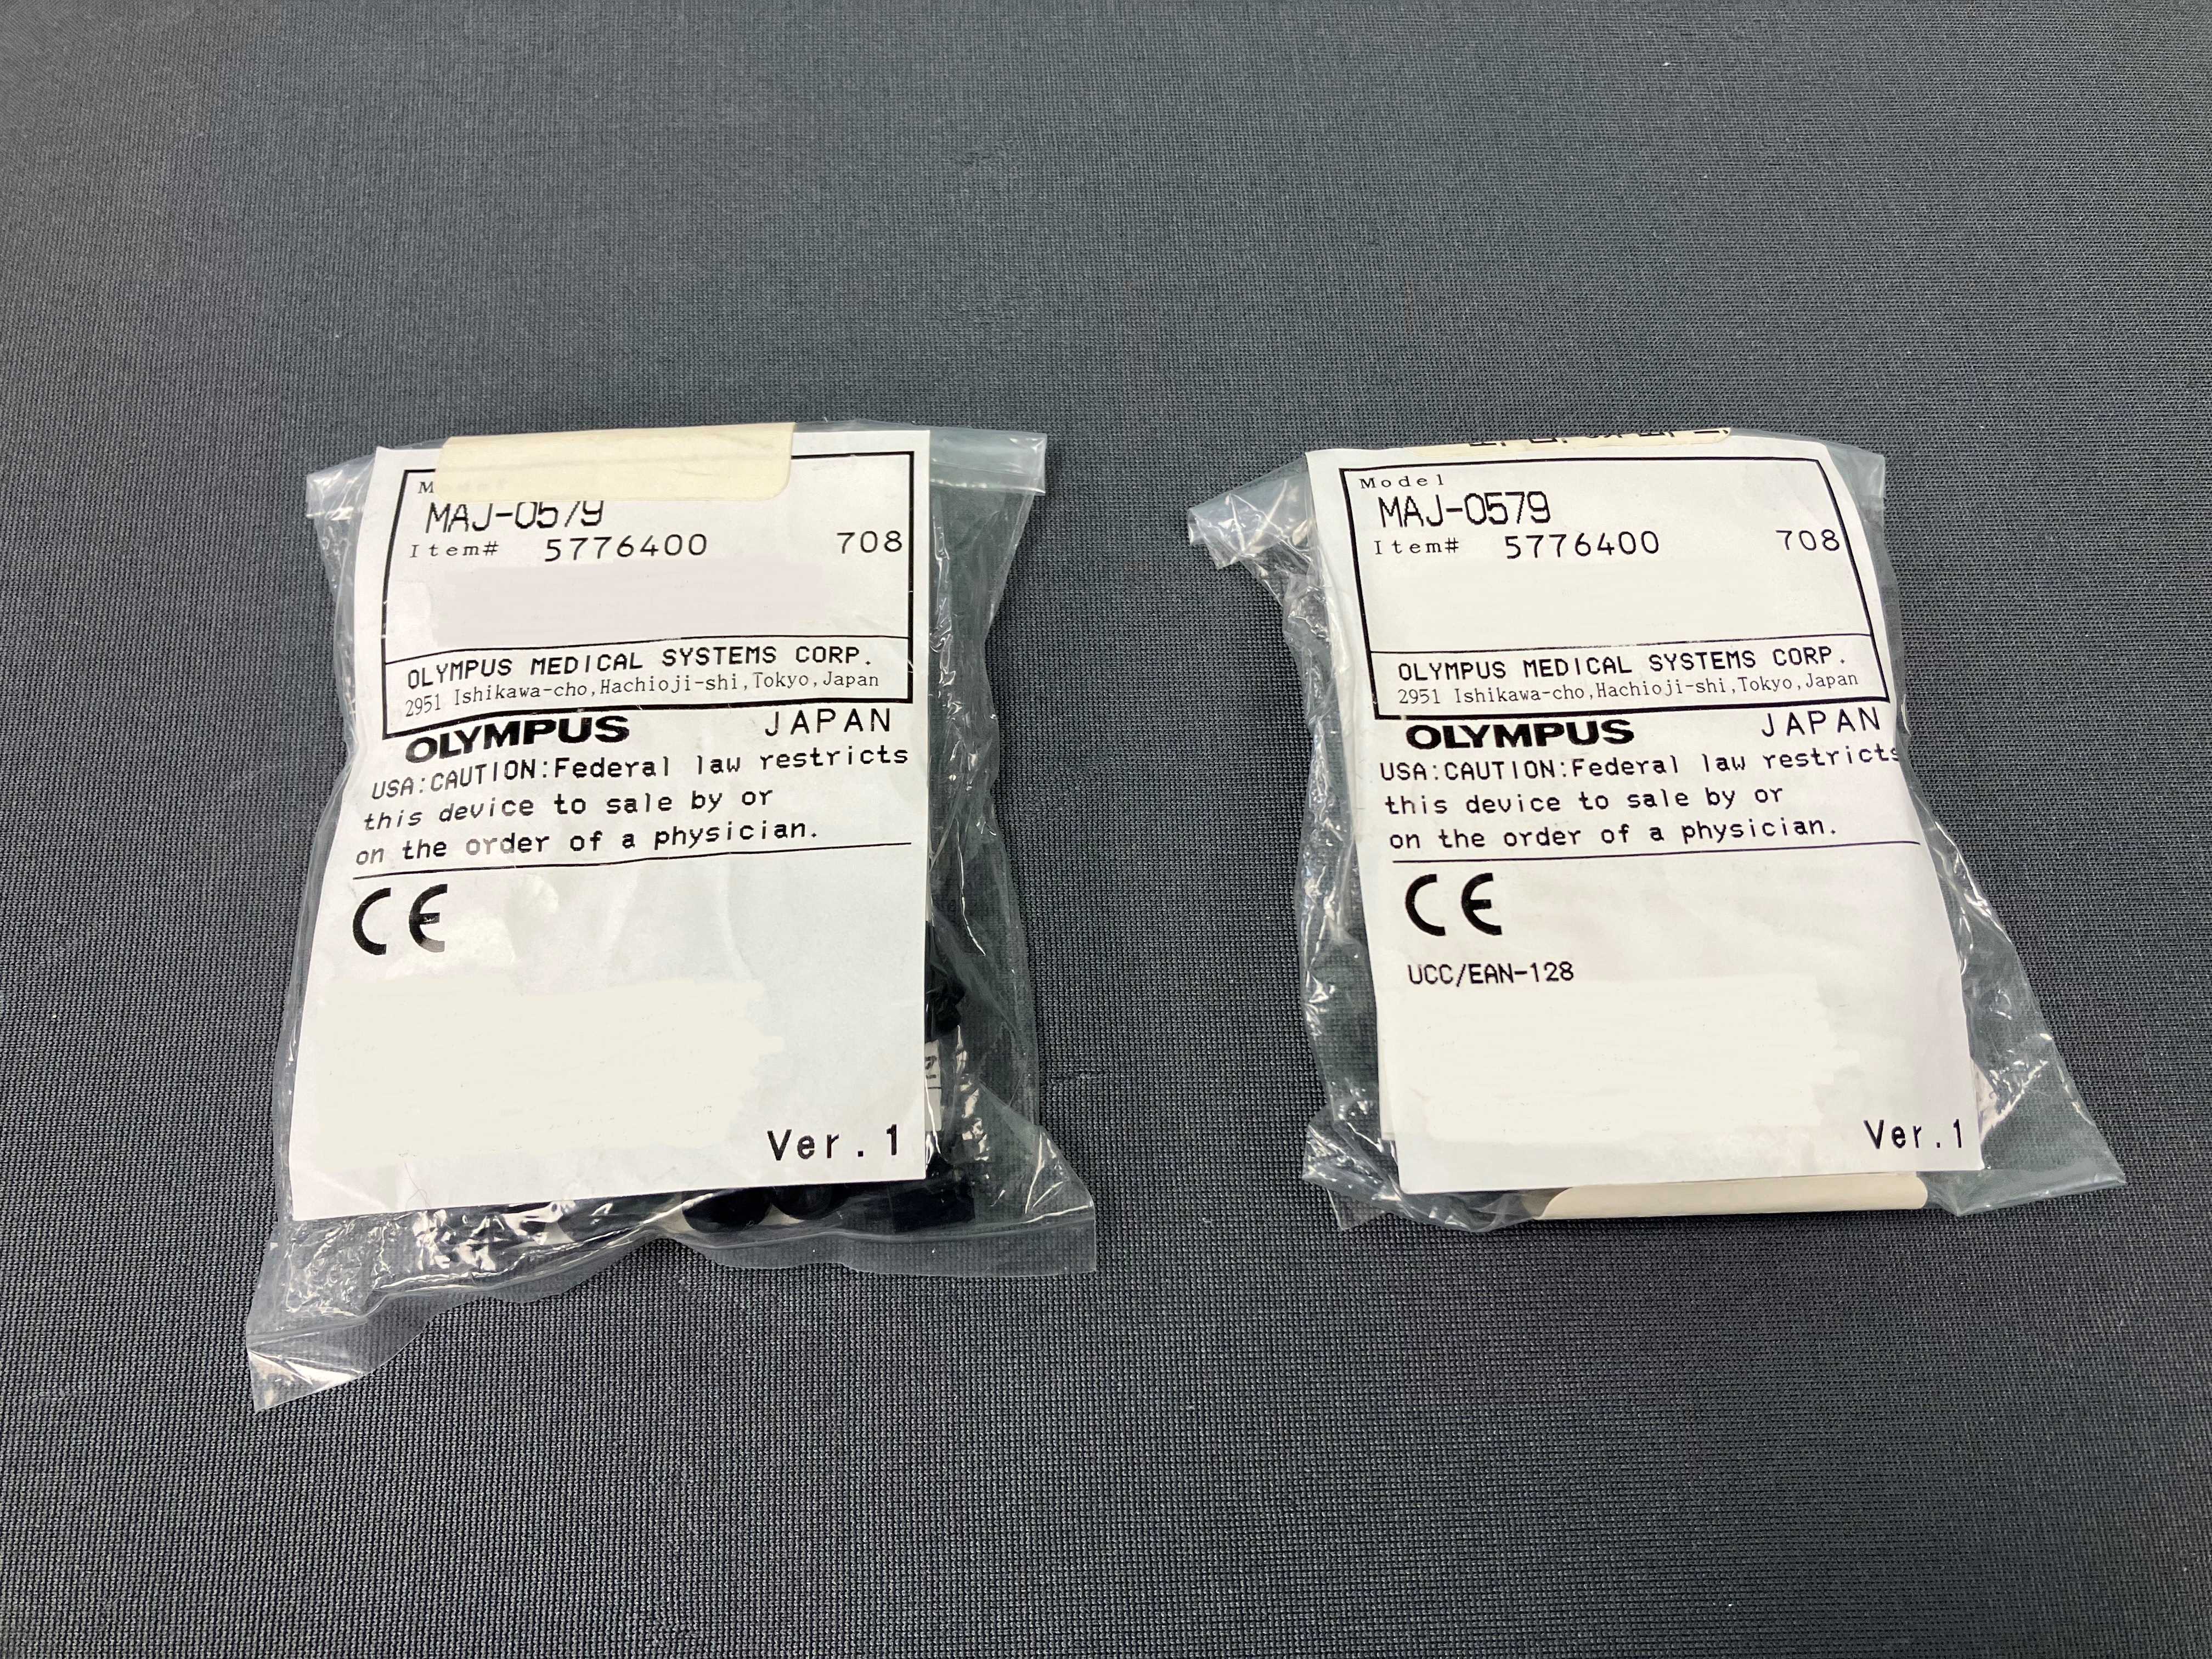 Model
MAJ-0579
Item# 5776400 708
OLYMPUS MEDICAL SYSTEMS CORP.
2951 Ishikawa-cho,Hachioji-shi,Tokyo,Japan
OLYMPUS JAPAN
USA:CAUTION:Federal law restricts
this device to sale by or
on the order of a physician.
CE
Ver.1
Model
MAJ-0579
Item# 5776400 708
OLYMPUS MEDICAL SYSTEMS CORP.
2951 Ishikawa-cho,Hachioji-shi,Tokyo,Japan
OLYMPUS JAPAN
USA:CAUTION:Federal law restricts
this device to sale by or
on the order of a physician.
CE
UCC/EAN-128
Ver.1